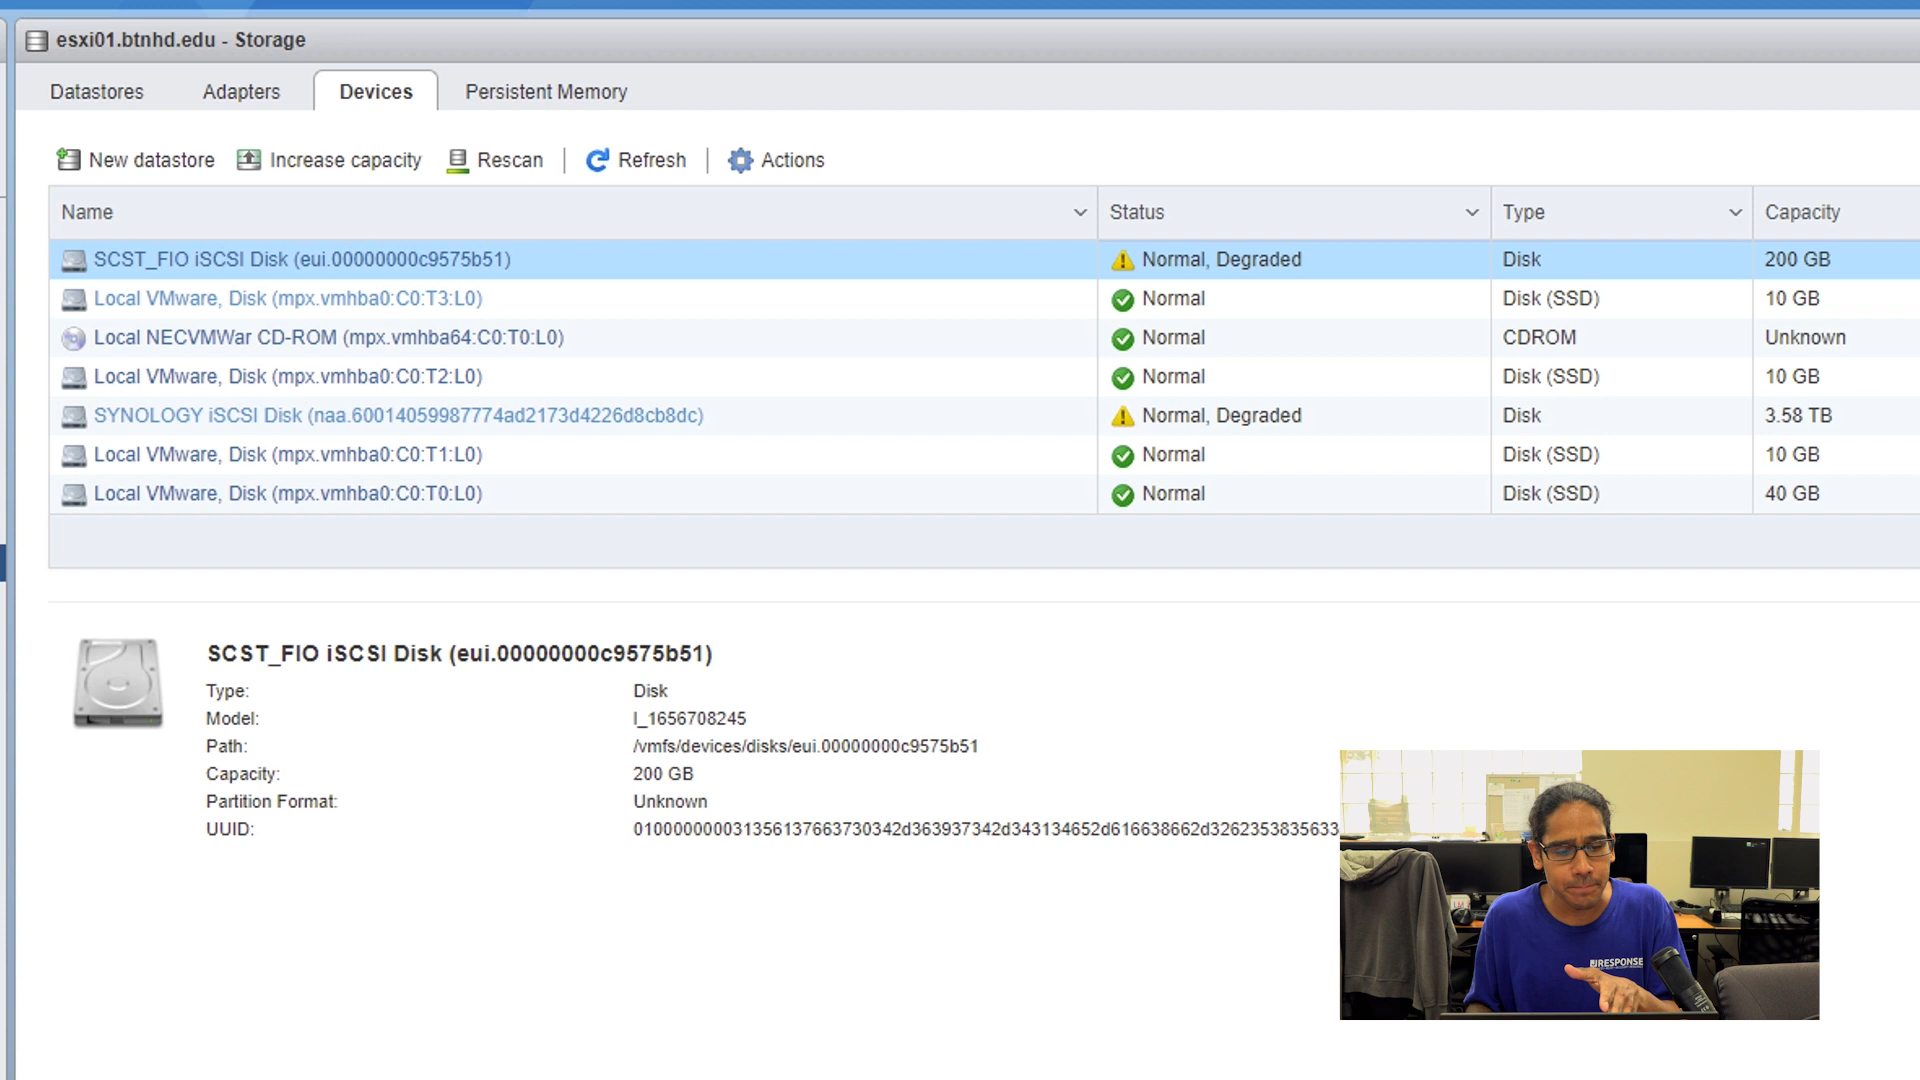 esxi01.btnhd.edu - Storage
Datastores Adapters Devices Persistent Memory
New datastore Increase capacity Rescan Refresh Actions
Name Status Type Capacity
SCST_FIO iSCSI Disk (eui.00000000c9575b51) Normal, Degraded Disk 200 GB
Local VMware, Disk (mpx.vmhba0:C0:T3:L0) Normal Disk (SSD) 10 GB
Local NECVMWar CD-ROM (mpx.vmhba64:C0:T0:L0) Normal CDROM Unknown
Local VMware, Disk (mpx.vmhba0:C0:T2:L0) Normal Disk (SSD) 10 GB
SYNOLOGY iSCSI Disk (naa.60014059987774ad2173d4226d8cb8dc) Normal, Degraded Disk 3.58 TB
Local VMware, Disk (mpx.vmhba0:C0:T1:L0) Normal Disk (SSD) 10 GB
Local VMware, Disk (mpx.vmhba0:C0:T0:L0) Normal Disk (SSD) 40 GB
SCST_FIO iSCSI Disk (eui.00000000c9575b51)
Type: Disk
Model: I_1656708245
Path: /vmfs/devices/disks/eui.00000000c9575b51
Capacity: 200 GB
Partition Format: Unknown
UUID: 01000000003135613766373034​2d363937342d343134652d616638662d3262353835633
RESPONSE